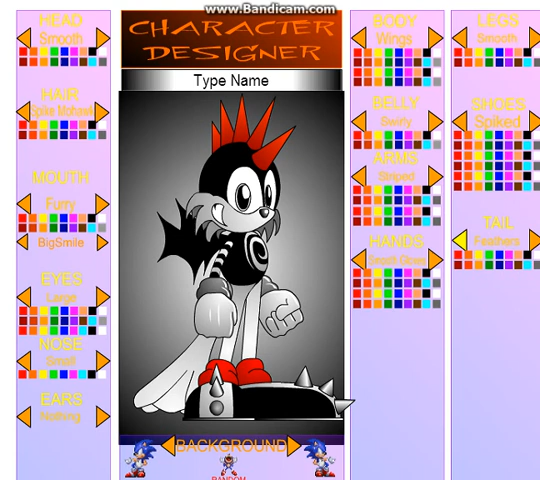 www.Bandicam.com
CHARACTER
DESIGNER
Type Name
HEAD
Smooth
HAIR
Spike Mohawk
MOUTH
Furry
BigSmile
EYES
Large
NOSE
Small
EARS
Nothing
BODY
Wings
BELLY
Swirly
ARMS
Striped
HANDS
Smooth Gloves
LEGS
Smooth
SHOES
Spiked
TAIL
Feathers
BACKGROUND
RANDOM